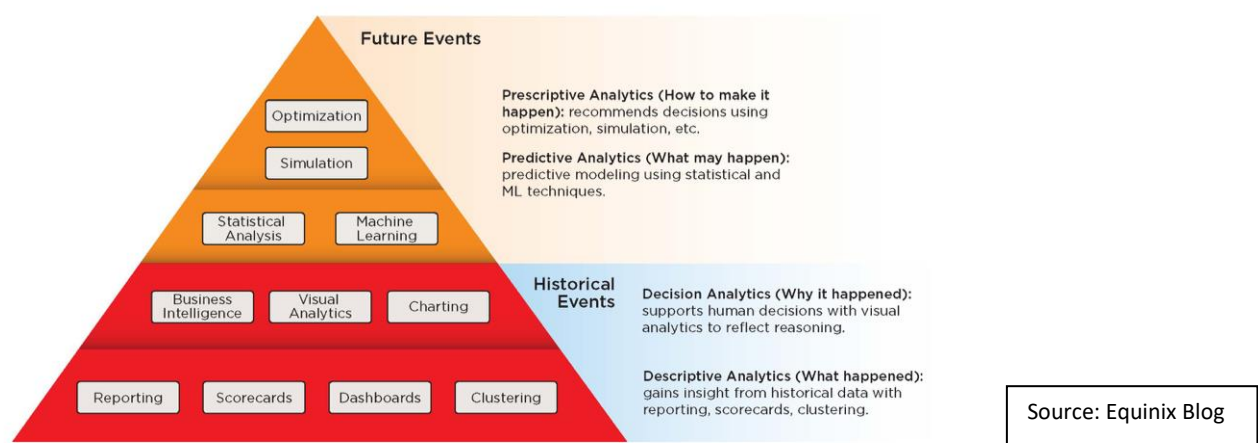 Future Events
Prescriptive Analytics (How to make it
happen): recommends decisions using
optimization, simulation, etc.
Predictive Analytics (What may happen):
predictive modeling using statistical and
ML techniques.
Optimization
Simulation
Statistical
Analysis
Machine
Learning
Historical
Events
Decision Analytics (Why it happened):
supports human decisions with visual
analytics to reflect reasoning.
Business
Intelligence
Visual
Analytics
Charting
Descriptive Analytics (What happened):
gains insight from historical data with
reporting, scorecards, clustering.
Reporting
Scorecards
Dashboards
Clustering
Source: Equinix Blog